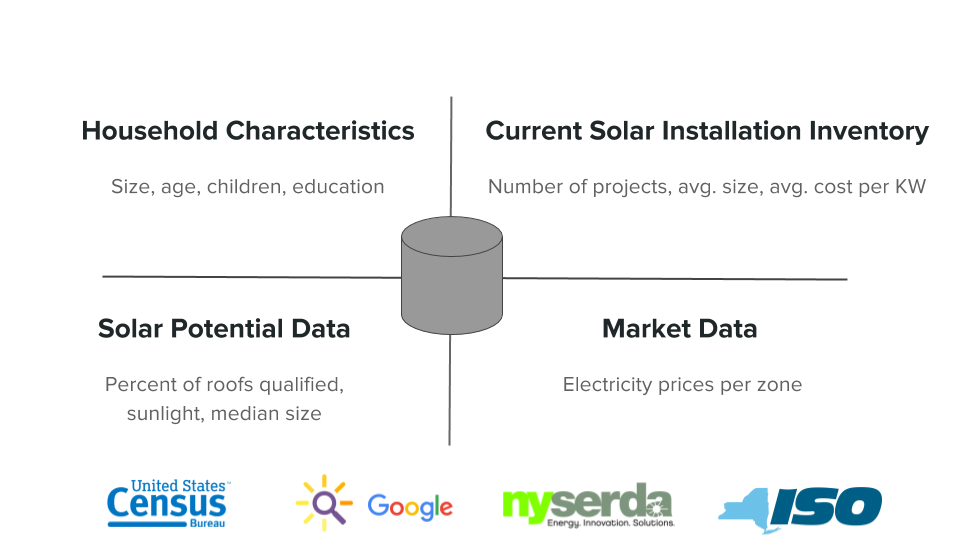 Household Characteristics
Size, age, children, education
Current Solar Installation Inventory
Number of projects, avg. size, avg. cost per KW
Solar Potential Data
Percent of roofs qualified,
sunlight, median size
Market Data
Electricity prices per zone
United States™
Census
Bureau
Google
nyserda
Energy. Innovation. Solutions.
ISO